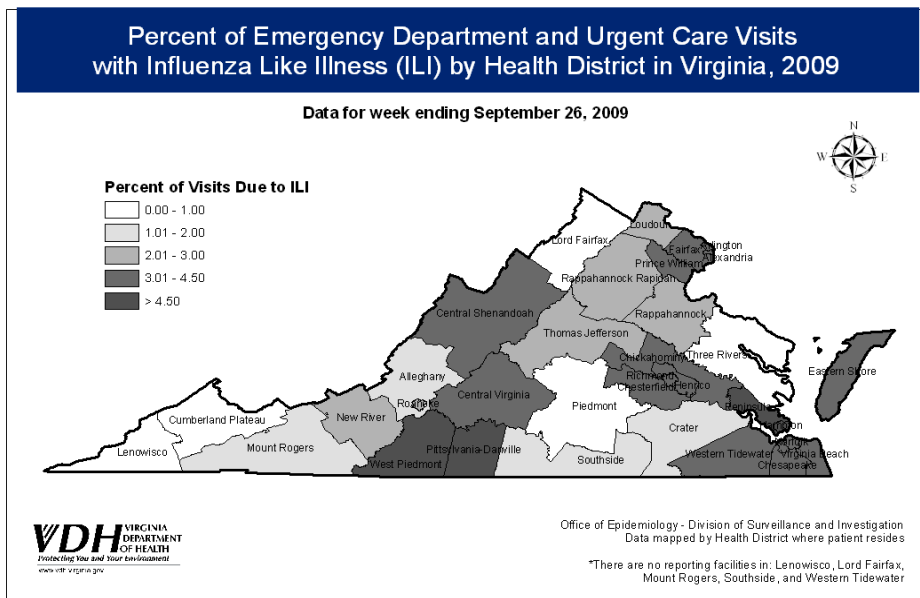 Percent of Emergency Department and Urgent Care Visits
with Influenza Like Illness (ILI) by Health District in Virginia, 2009
Data for week ending September 26, 2009
N
W E
S
Percent of Visits Due to ILI
0.00 - 1.00
1.01 - 2.00
2.01 - 3.00
3.01 - 4.50
> 4.50
Loudoun
Lord Fairfax
Fairfax
Arlington
Alexandria
Prince William
Rappahannock Rapidan
Central Shenandoah
Rappahannock
Thomas Jefferson
Chickahominy
Three Rivers
Eastern Shore
Alleghany
Richmond
Henrico
Chesterfield
Roanoke
Central Virginia
Piedmont
Peninsula
Cumberland Plateau
New River
Hampton
Crater
Lenowisco
Mount Rogers
West Piedmont
Pittsylvania-Danville
Southside
Western Tidewater
Virginia Beach
Chesapeake
VDH VIRGINIA
DEPARTMENT
OF HEALTH
Protecting You and Your Environment
www.vdh.virginia.gov
Office of Epidemiology - Division of Surveillance and Investigation
Data mapped by Health District where patient resides
*There are no reporting facilities in: Lenowisco, Lord Fairfax,
Mount Rogers, Southside, and Western Tidewater